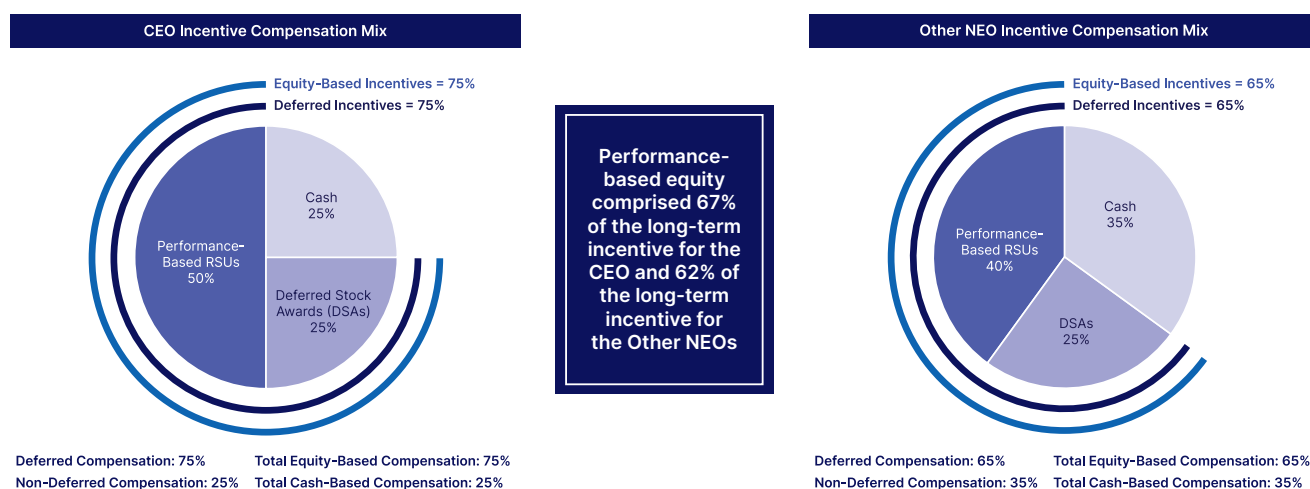 CEO Incentive Compensation Mix
Equity-Based Incentives = 75%
Deferred Incentives = 75%
Cash
25%
Performance-
Based RSUs
50%
Deferred Stock
Awards (DSAs)
25%
Deferred Compensation: 75%
Total Equity-Based Compensation: 75%
Non-Deferred Compensation: 25%
Total Cash-Based Compensation: 25%
Performance-
based equity
comprised 67%
of the long-term
incentive for the
CEO and 62% of
the long-term
incentive for
the Other NEOs
Other NEO Incentive Compensation Mix
Equity-Based Incentives = 65%
Deferred Incentives = 65%
Cash
35%
Performance-
Based RSUs
40%
DSAs
25%
Deferred Compensation: 65%
Total Equity-Based Compensation: 65%
Non-Deferred Compensation: 35%
Total Cash-Based Compensation: 35%